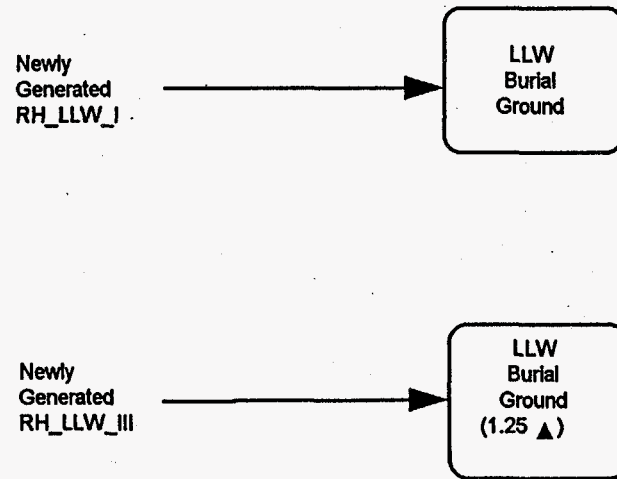 Newly
Generated
RH_LLW_I
LLW
Burial
Ground
Newly
Generated
RH_LLW_III
LLW
Burial
Ground
(1.25 ▲)